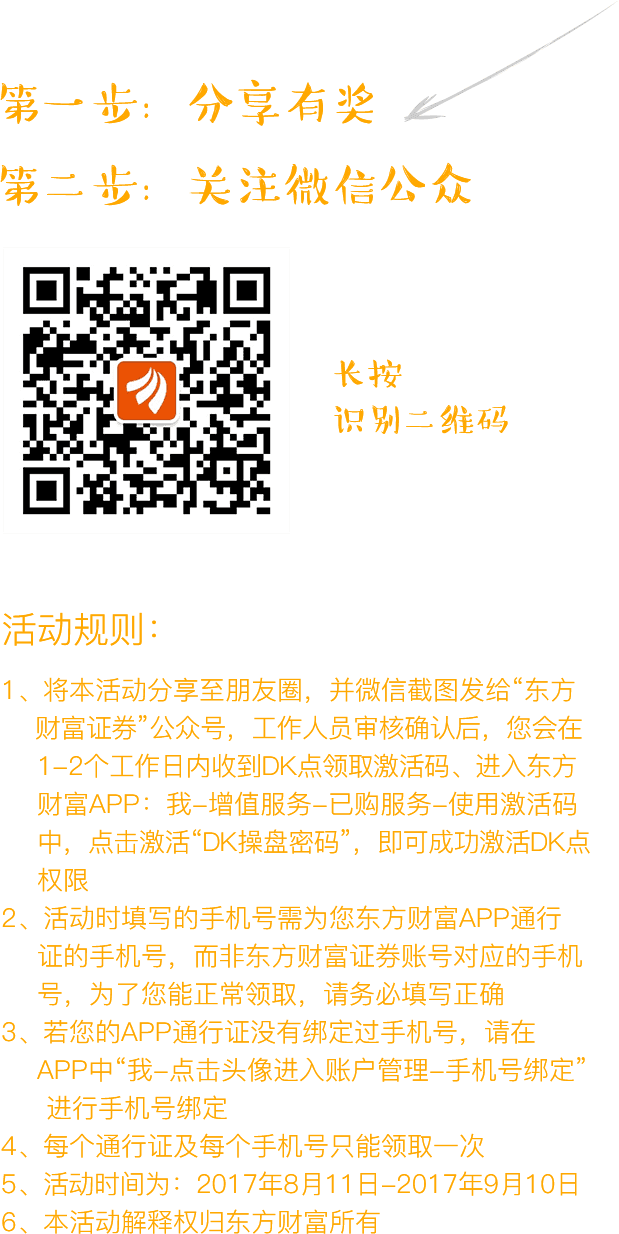 第一步：分享有奖
第二步：关注微信公众
长按
识别二维码
活动规则：
1、将本活动分享至朋友圈，并微信截图发给“东方
财富证券”公众号，工作人员审核确认后，您会在
1-2个工作日内收到DK点领取激活码、进入东方
财富APP：我-增值服务-已购服务-使用激活码
中，点击激活“DK操盘密码”，即可成功激活DK点
权限
2、活动时填写的手机号需为您东方财富APP通行
证的手机号，而非东方财富证券账号对应的手机
号，为了您能正常领取，请务必填写正确
3、若您的APP通行证没有绑定过手机号，请在
APP中“我-点击头像进入账户管理-手机号绑定”
进行手机号绑定
4、每个通行证及每个手机号只能领取一次
5、活动时间为：2017年8月11日-2017年9月10日
6、本活动解释权归东方财富所有